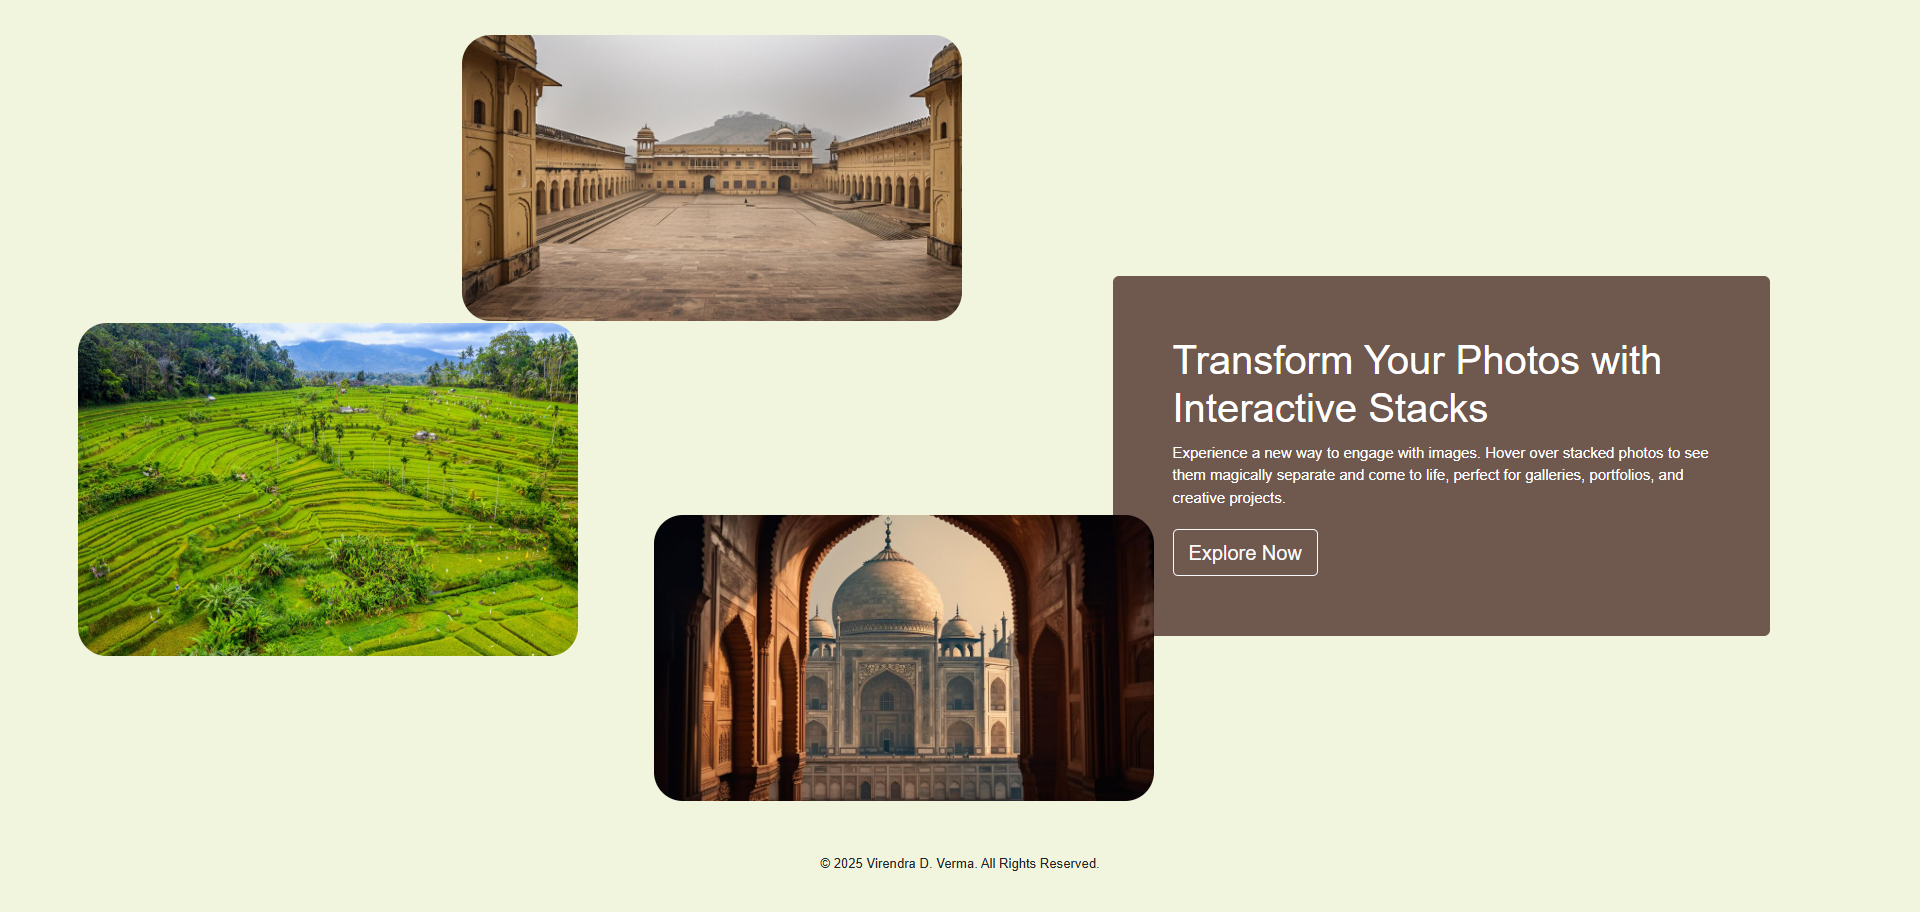 Transform Your Photos with
Interactive Stacks
Experience a new way to engage with images. Hover over stacked photos to see
them magically separate and come to life, perfect for galleries, portfolios, and
creative projects.
Explore Now
© 2025 Virendra D. Verma. All Rights Reserved.